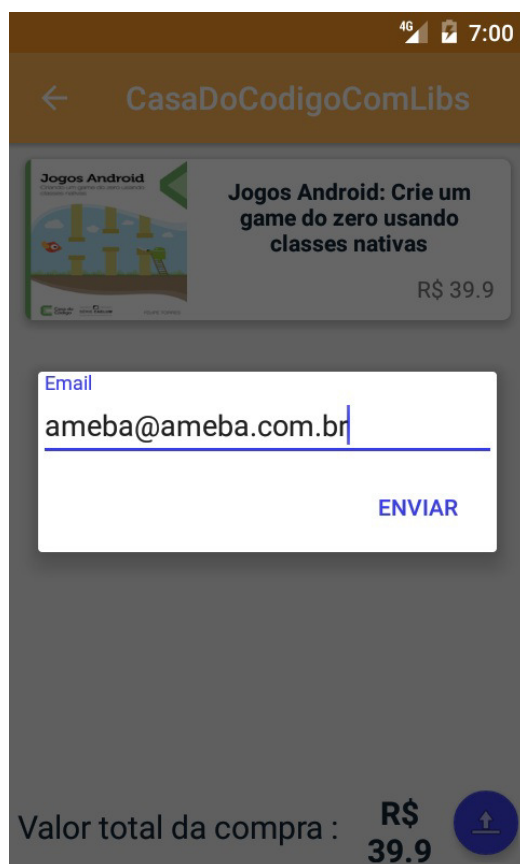 4G 7:00
CasaDoCodigoComLibs
Jogos Android
Jogos Android: Crie um
game do zero usando
classes nativas
R$ 39.9
Email
ameba@ameba.com.br
ENVIAR
Valor total da compra :
R$
39.9